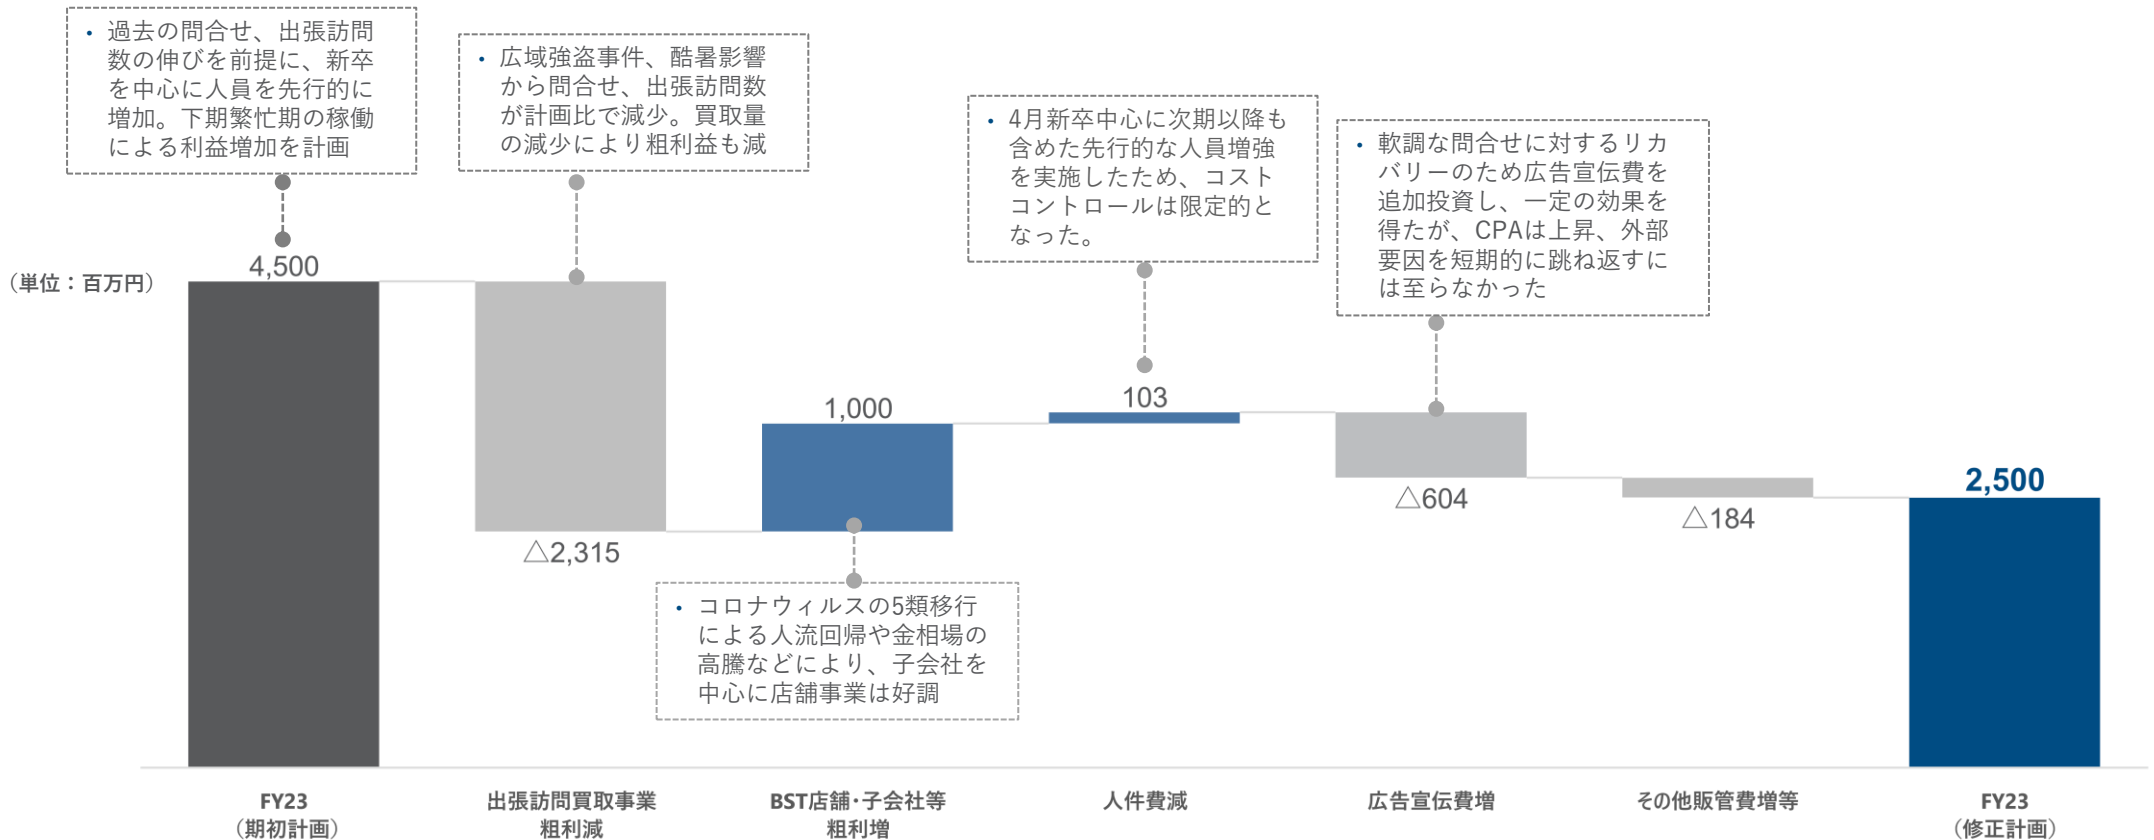 ・過去の問合せ、出張訪問
数の伸びを前提に、新卒
を中心に人員を先行的に
増加。下期繁忙期の稼働
による利益増加を計画
・広域強盗事件、酷暑影響
から問合せ、出張訪問数
が計画比で減少。買取量
の減少により粗利益も減
・4月新卒中心に次期以降も
含めた先行的な人員増強
を実施したため、コスト
コントロールは限定的と
なった。
・軟調な問合せに対するリカ
バリーのため広告宣伝費を
追加投資し、一定の効果を
得たが、CPAは上昇、外部
要因を短期的に跳ね返すに
は至らなかった
（単位：百万円）
4,500
△2,315
1,000
103
△604
△184
2,500
・コロナウィルスの5類移行
による人流回帰や金相場の
高騰などにより、子会社を
中心に店舗事業は好調
FY23
（期初計画）
出張訪問買取事業
粗利減
BST店舗・子会社等
粗利増
人件費減
広告宣伝費増
その他販管費増等
FY23
（修正計画）